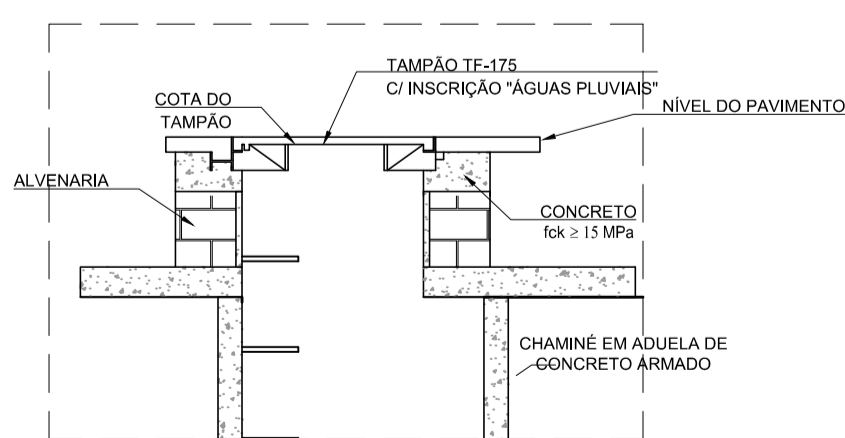 TAMPÃO TF-175
C/ INSCRIÇÃO "ÁGUAS PLUVIAIS"
COTA DO
TAMPÃO
NÍVEL DO PAVIMENTO
ALVENARIA
CONCRETO
fck ≥ 15 MPa
CHAMINÉ EM ADUELA DE
CONCRETO ARMADO